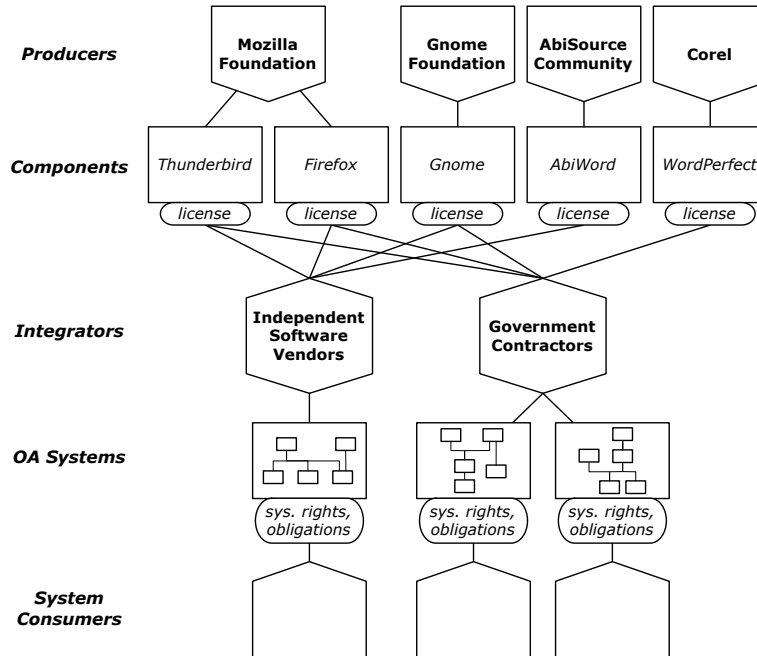 Producers
Mozilla
Foundation
Gnome
Foundation
AbiSource
Community
Corel
Components
Thunderbird
Firefox
Gnome
AbiWord
WordPerfect
license
license
license
license
license
Integrators
Independent
Software
Vendors
Government
Contractors
OA Systems
sys. rights,
obligations
sys. rights,
obligations
sys. rights,
obligations
System
Consumers